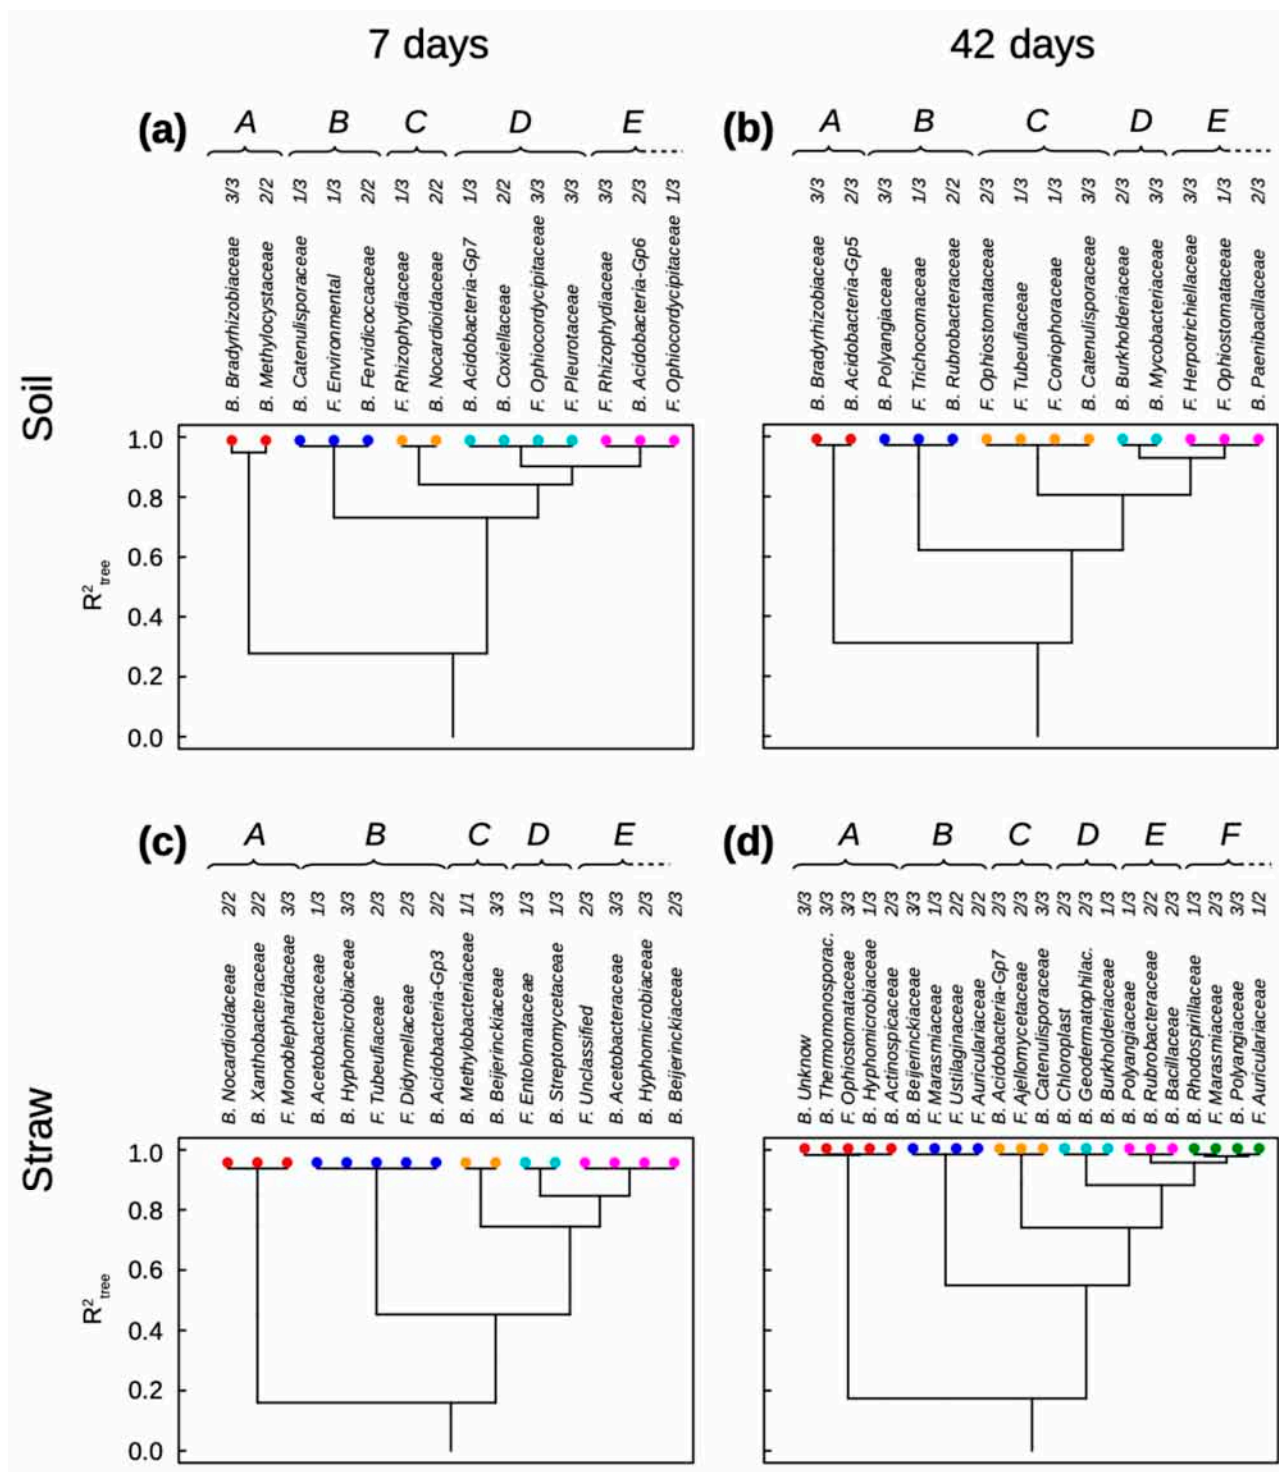 7 days
42 days
Soil
Straw
(a)
A B C D E
3/3 2/2 1/3 1/3 2/2 1/3 2/2 1/3 2/2 3/3 3/3 3/3 2/3 1/3
B. Bradyrhizobiaceae
B. Methylocystaceae
B. Catenulisporaceae
F. Environmental
B. Fervidicoccaceae
F. Rhizophydiaceae
B. Nocardioidaceae
B. Acidobacteria-Gp7
B. Coxiellaceae
F. Ophiocordycipitaceae
F. Pleurotaceae
F. Rhizophydiaceae
B. Acidobacteria-Gp6
F. Ophiocordycipitaceae
R²tree
1.0
0.8
0.6
0.4
0.2
0.0
(b)
A B C D E
3/3 2/3 3/3 1/3 2/2 2/3 1/3 1/3 3/3 2/3 3/3 3/3 1/3 2/3
B. Bradyrhizobiaceae
B. Acidobacteria-Gp5
B. Polyangiaceae
F. Trichocomaceae
B. Rubrobacteraceae
F. Ophiostomataceae
F. Tubeufiaceae
F. Coniophoraceae
B. Catenulisporaceae
B. Burkholderiaceae
B. Mycobacteriaceae
F. Herpotrichiellaceae
F. Ophiostomataceae
B. Paenibacillaceae
(c)
A B C D E
2/2 2/2 3/3 1/3 3/3 2/3 2/3 2/2 1/1 3/3 1/3 1/3 2/3 3/3 2/3 2/3
B. Nocardioidaceae
B. Xanthobacteraceae
F. Monoblepharidaceae
B. Acetobacteraceae
B. Hyphomicrobiaceae
F. Tubeufiaceae
F. Didymellaceae
B. Acidobacteria-Gp3
B. Methylobacteriaceae
B. Beijerinckiaceae
F. Entolomataceae
B. Streptomycetaceae
F. Unclassified
B. Acetobacteraceae
B. Hyphomicrobiaceae
B. Beijerinckiaceae
R²tree
1.0
0.8
0.6
0.4
0.2
0.0
(d)
A B C D E F
3/3 3/3 3/3 1/3 2/3 3/3 1/3 2/2 2/2 2/3 2/3 3/3 2/3 2/3 1/3 1/3 2/2 2/3 1/3 2/3 3/3 1/2
B. Unknow
B. Thermomonosporac.
F. Ophiostomataceae
B. Hyphomicrobiaceae
B. Actinospicaceae
B. Beijerinckiaceae
F. Marasmiaceae
F. Ustilaginaceae
F. Auriculariaceae
B. Acidobacteria-Gp7
F. Ajellomycetaceae
B. Catenulisporaceae
B. Chloroplast
B. Geodermatophilac.
B. Burkholderiaceae
B. Polyangiaceae
B. Rubrobacteraceae
B. Bacillaceae
B. Rhodospirillaceae
F. Marasmiaceae
B. Polyangiaceae
F. Auriculariaceae